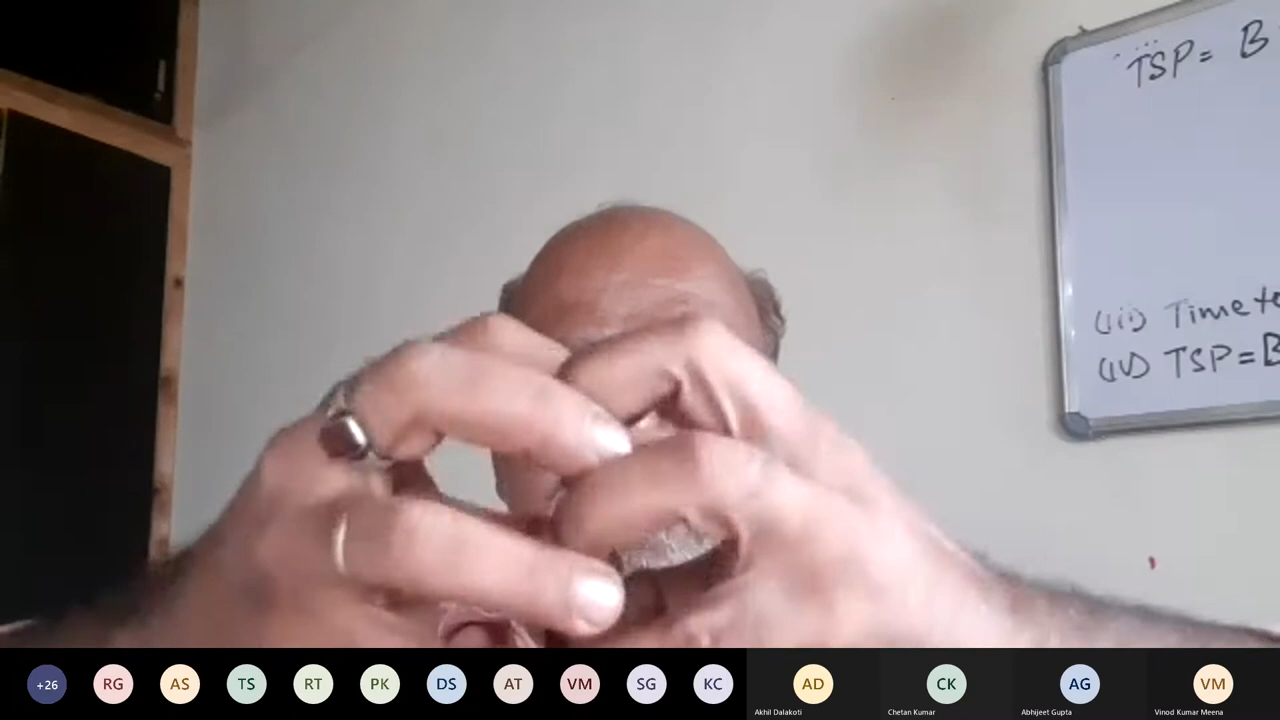 TSP= B
(iii) Time to
(iv) TSP=B
+26
RG
AS
TS
RT
PK
DS
AT
VM
SG
KC
AD
CK
AG
VM
Akhil Dalakoti
Chetan Kumar
Abhijeet Gupta
Vinod Kumar Meena